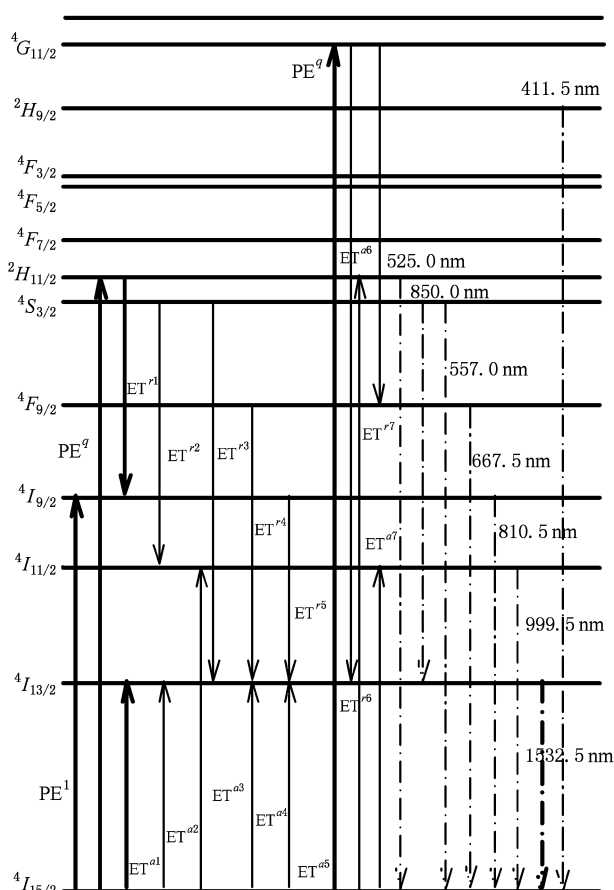 ⁴G₁₁/₂
PE^q
411.5 nm
²H₉/₂
⁴F₃/₂
⁴F₅/₂
⁴F₇/₂
ET^a6
525.0 nm
²H₁₁/₂
850.0 nm
⁴S₃/₂
557.0 nm
ET^r1
⁴F₉/₂
PE^q
ET^r2
ET^r3
ET^r7
667.5 nm
⁴I₉/₂
ET^r4
ET^a7
810.5 nm
⁴I₁₁/₂
ET^r5
999.5 nm
⁴I₁₃/₂
ET^r6
1532.5 nm
PE¹
ET^a1
ET^a2
ET^a3
ET^a4
ET^a5
⁴I₁₅/₂